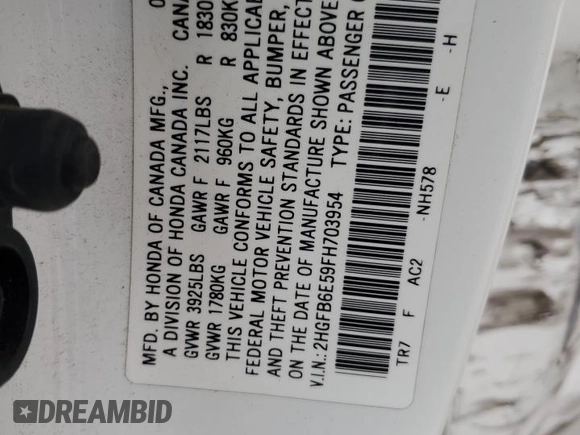 MFD. BY HONDA OF CANADA MFG.,
A DIVISION OF HONDA CANADA INC. CANA
GVWR 3925LBS GAWR F 2117LBS R 1830
GVWR 1780KG GAWR F 960KG R 830K
THIS VEHICLE CONFORMS TO ALL APPLICA
FEDERAL MOTOR VEHICLE SAFETY, BUMPER,
AND THEFT PREVENTION STANDARDS IN EFFECT
ON THE DATE OF MANUFACTURE SHOWN ABOVE
V.I.N.: 2HGFB6E59FH703954 TYPE: PASSENGER
TR7 F AC2 -NH578 -E -H
DREAMBID